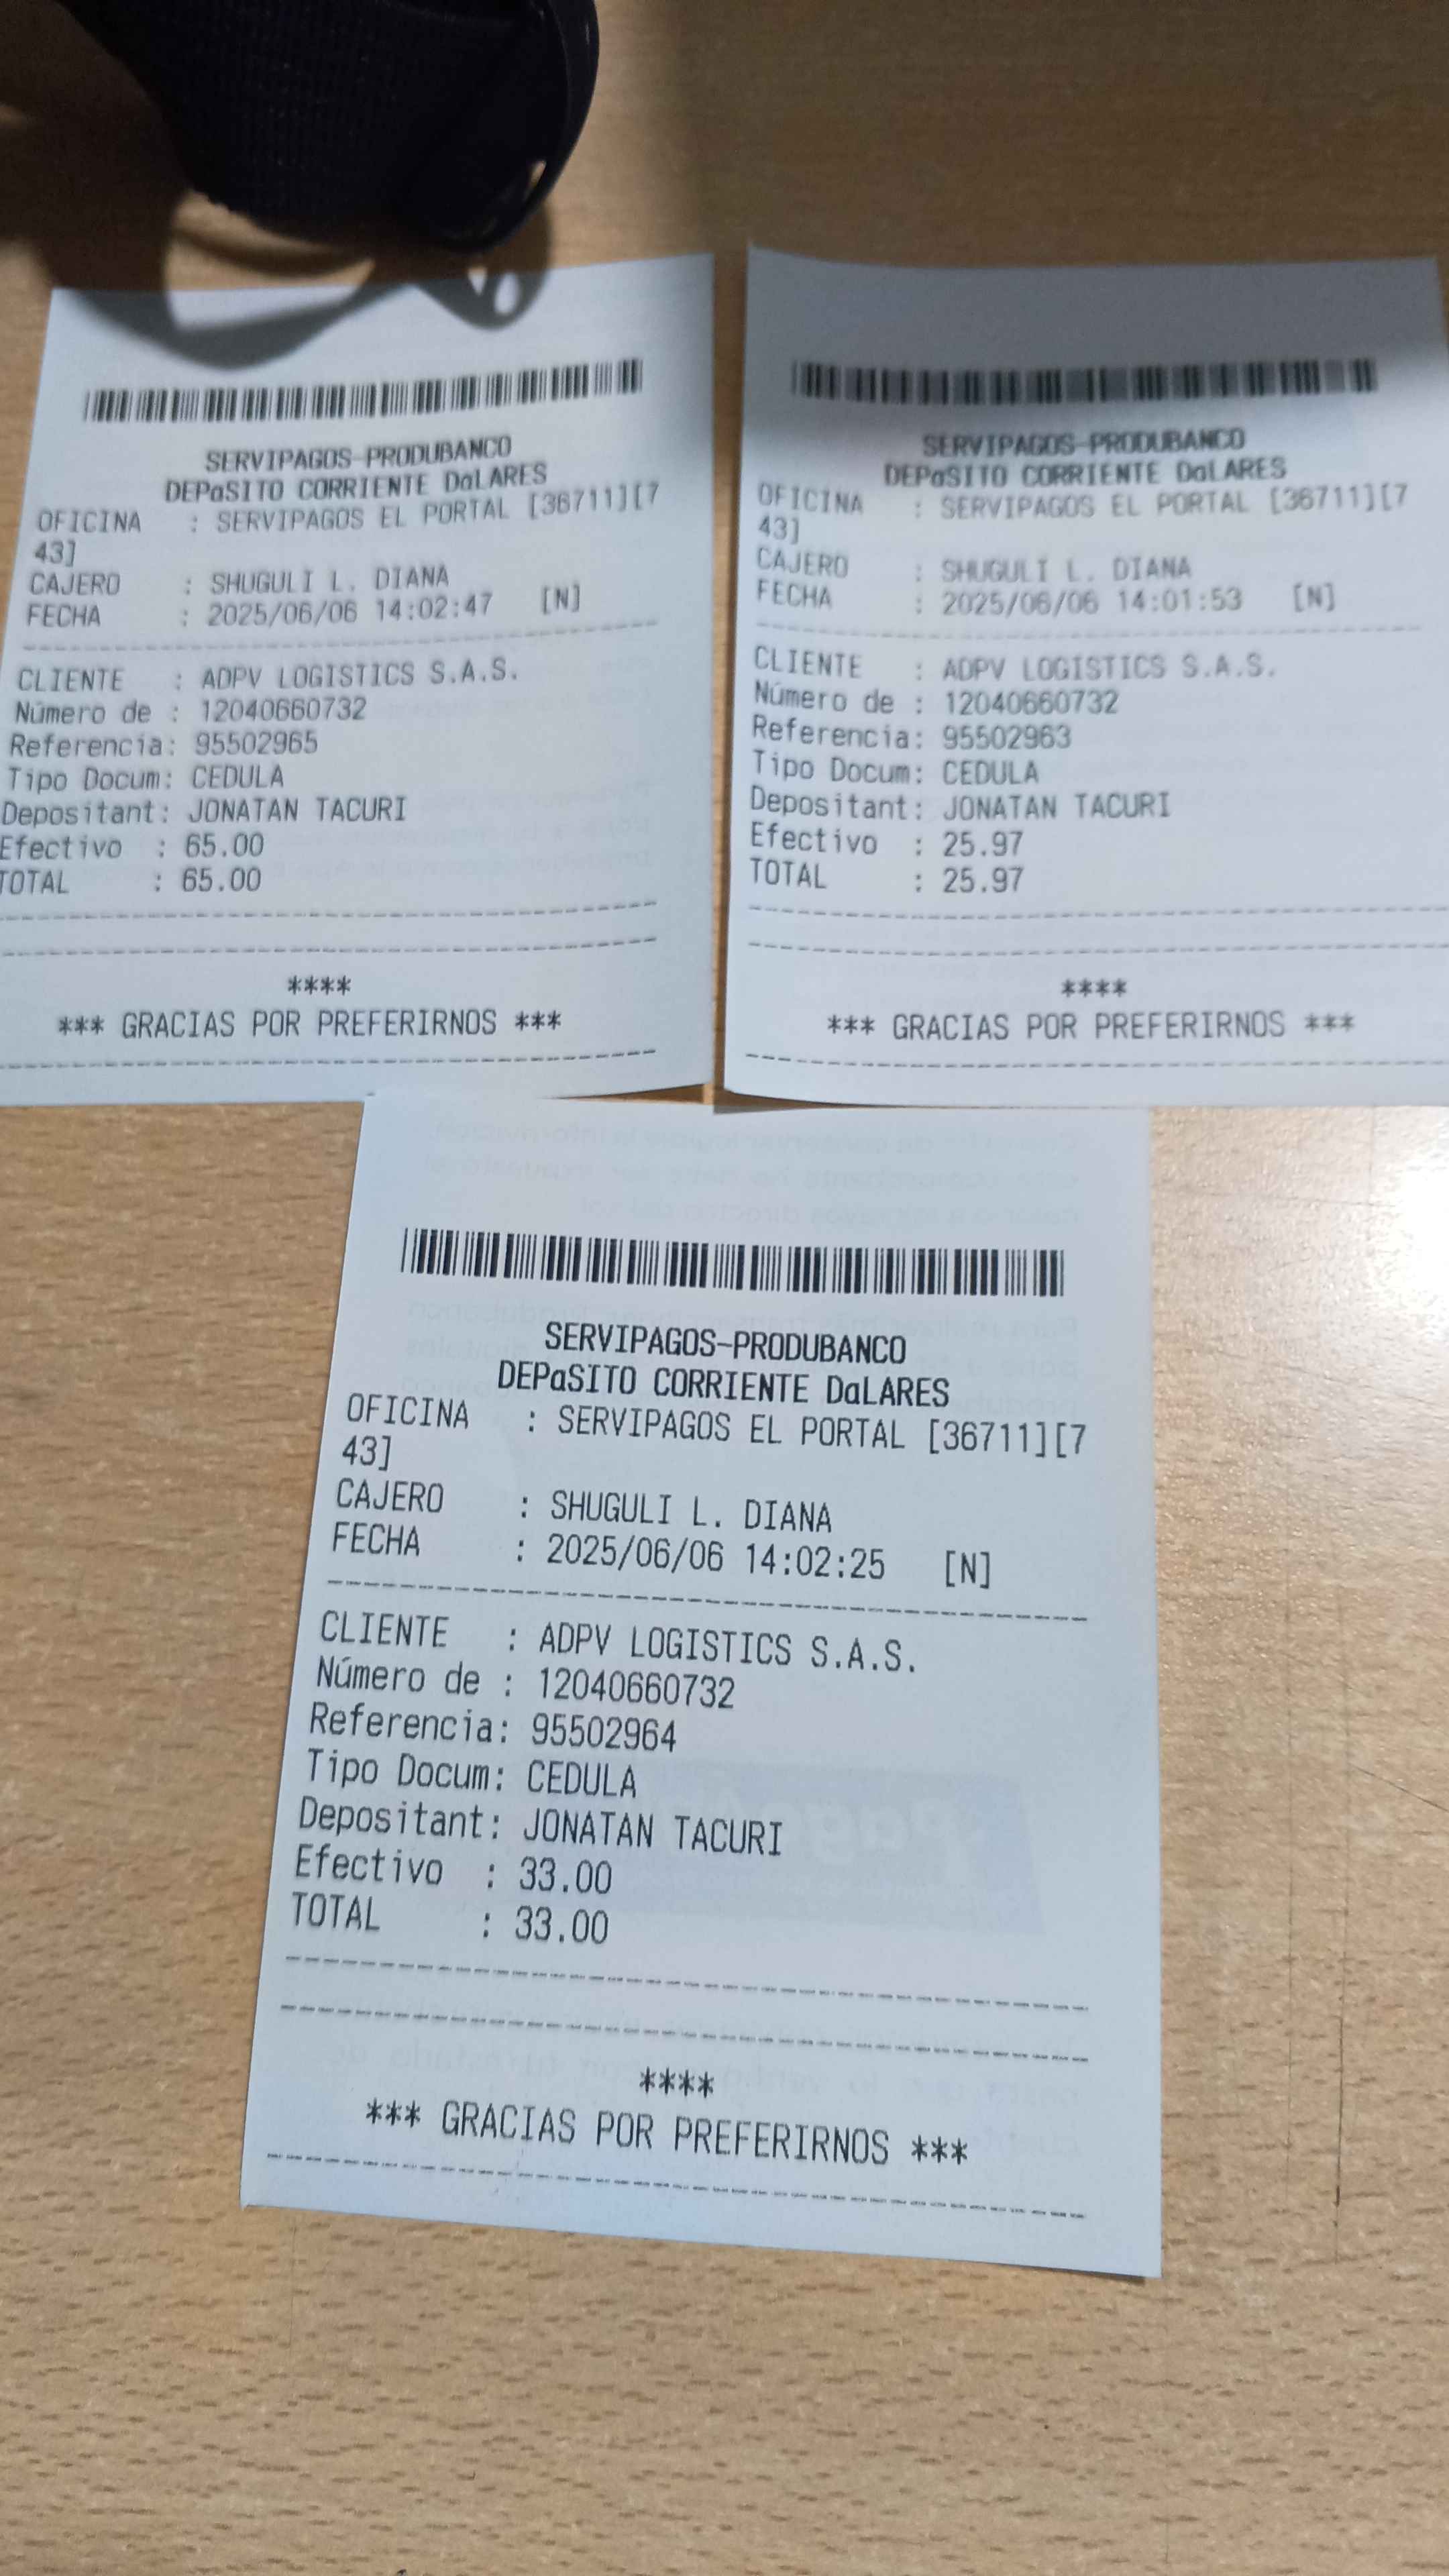 SERVIPAGOS-PRODUBANCO
DEPaSITO CORRIENTE DaLARES
OFICINA : SERVIPAGOS EL PORTAL [36711][7
43]
CAJERO : SHUGULI L. DIANA
FECHA : 2025/06/06 14:02:47 [N]
CLIENTE : ADPV LOGISTICS S.A.S.
Número de : 12040660732
Referencia: 95502965
Tipo Docum: CEDULA
Depositant: JONATAN TACURI
Efectivo : 65.00
TOTAL : 65.00
****
*** GRACIAS POR PREFERIRNOS ***
SERVIPAGOS-PRODUBANCO
DEPaSITO CORRIENTE DaLARES
OFICINA : SERVIPAGOS EL PORTAL [36711][7
43]
CAJERO : SHUGULI L. DIANA
FECHA : 2025/06/06 14:01:53 [N]
CLIENTE : ADPV LOGISTICS S.A.S.
Número de : 12040660732
Referencia: 95502963
Tipo Docum: CEDULA
Depositant: JONATAN TACURI
Efectivo : 25.97
TOTAL : 25.97
****
*** GRACIAS POR PREFERIRNOS ***
SERVIPAGOS-PRODUBANCO
DEPaSITO CORRIENTE DaLARES
OFICINA : SERVIPAGOS EL PORTAL [36711][7
43]
CAJERO : SHUGULI L. DIANA
FECHA : 2025/06/06 14:02:25 [N]
CLIENTE : ADPV LOGISTICS S.A.S.
Número de : 12040660732
Referencia: 95502964
Tipo Docum: CEDULA
Depositant: JONATAN TACURI
Efectivo : 33.00
TOTAL : 33.00
****
*** GRACIAS POR PREFERIRNOS ***